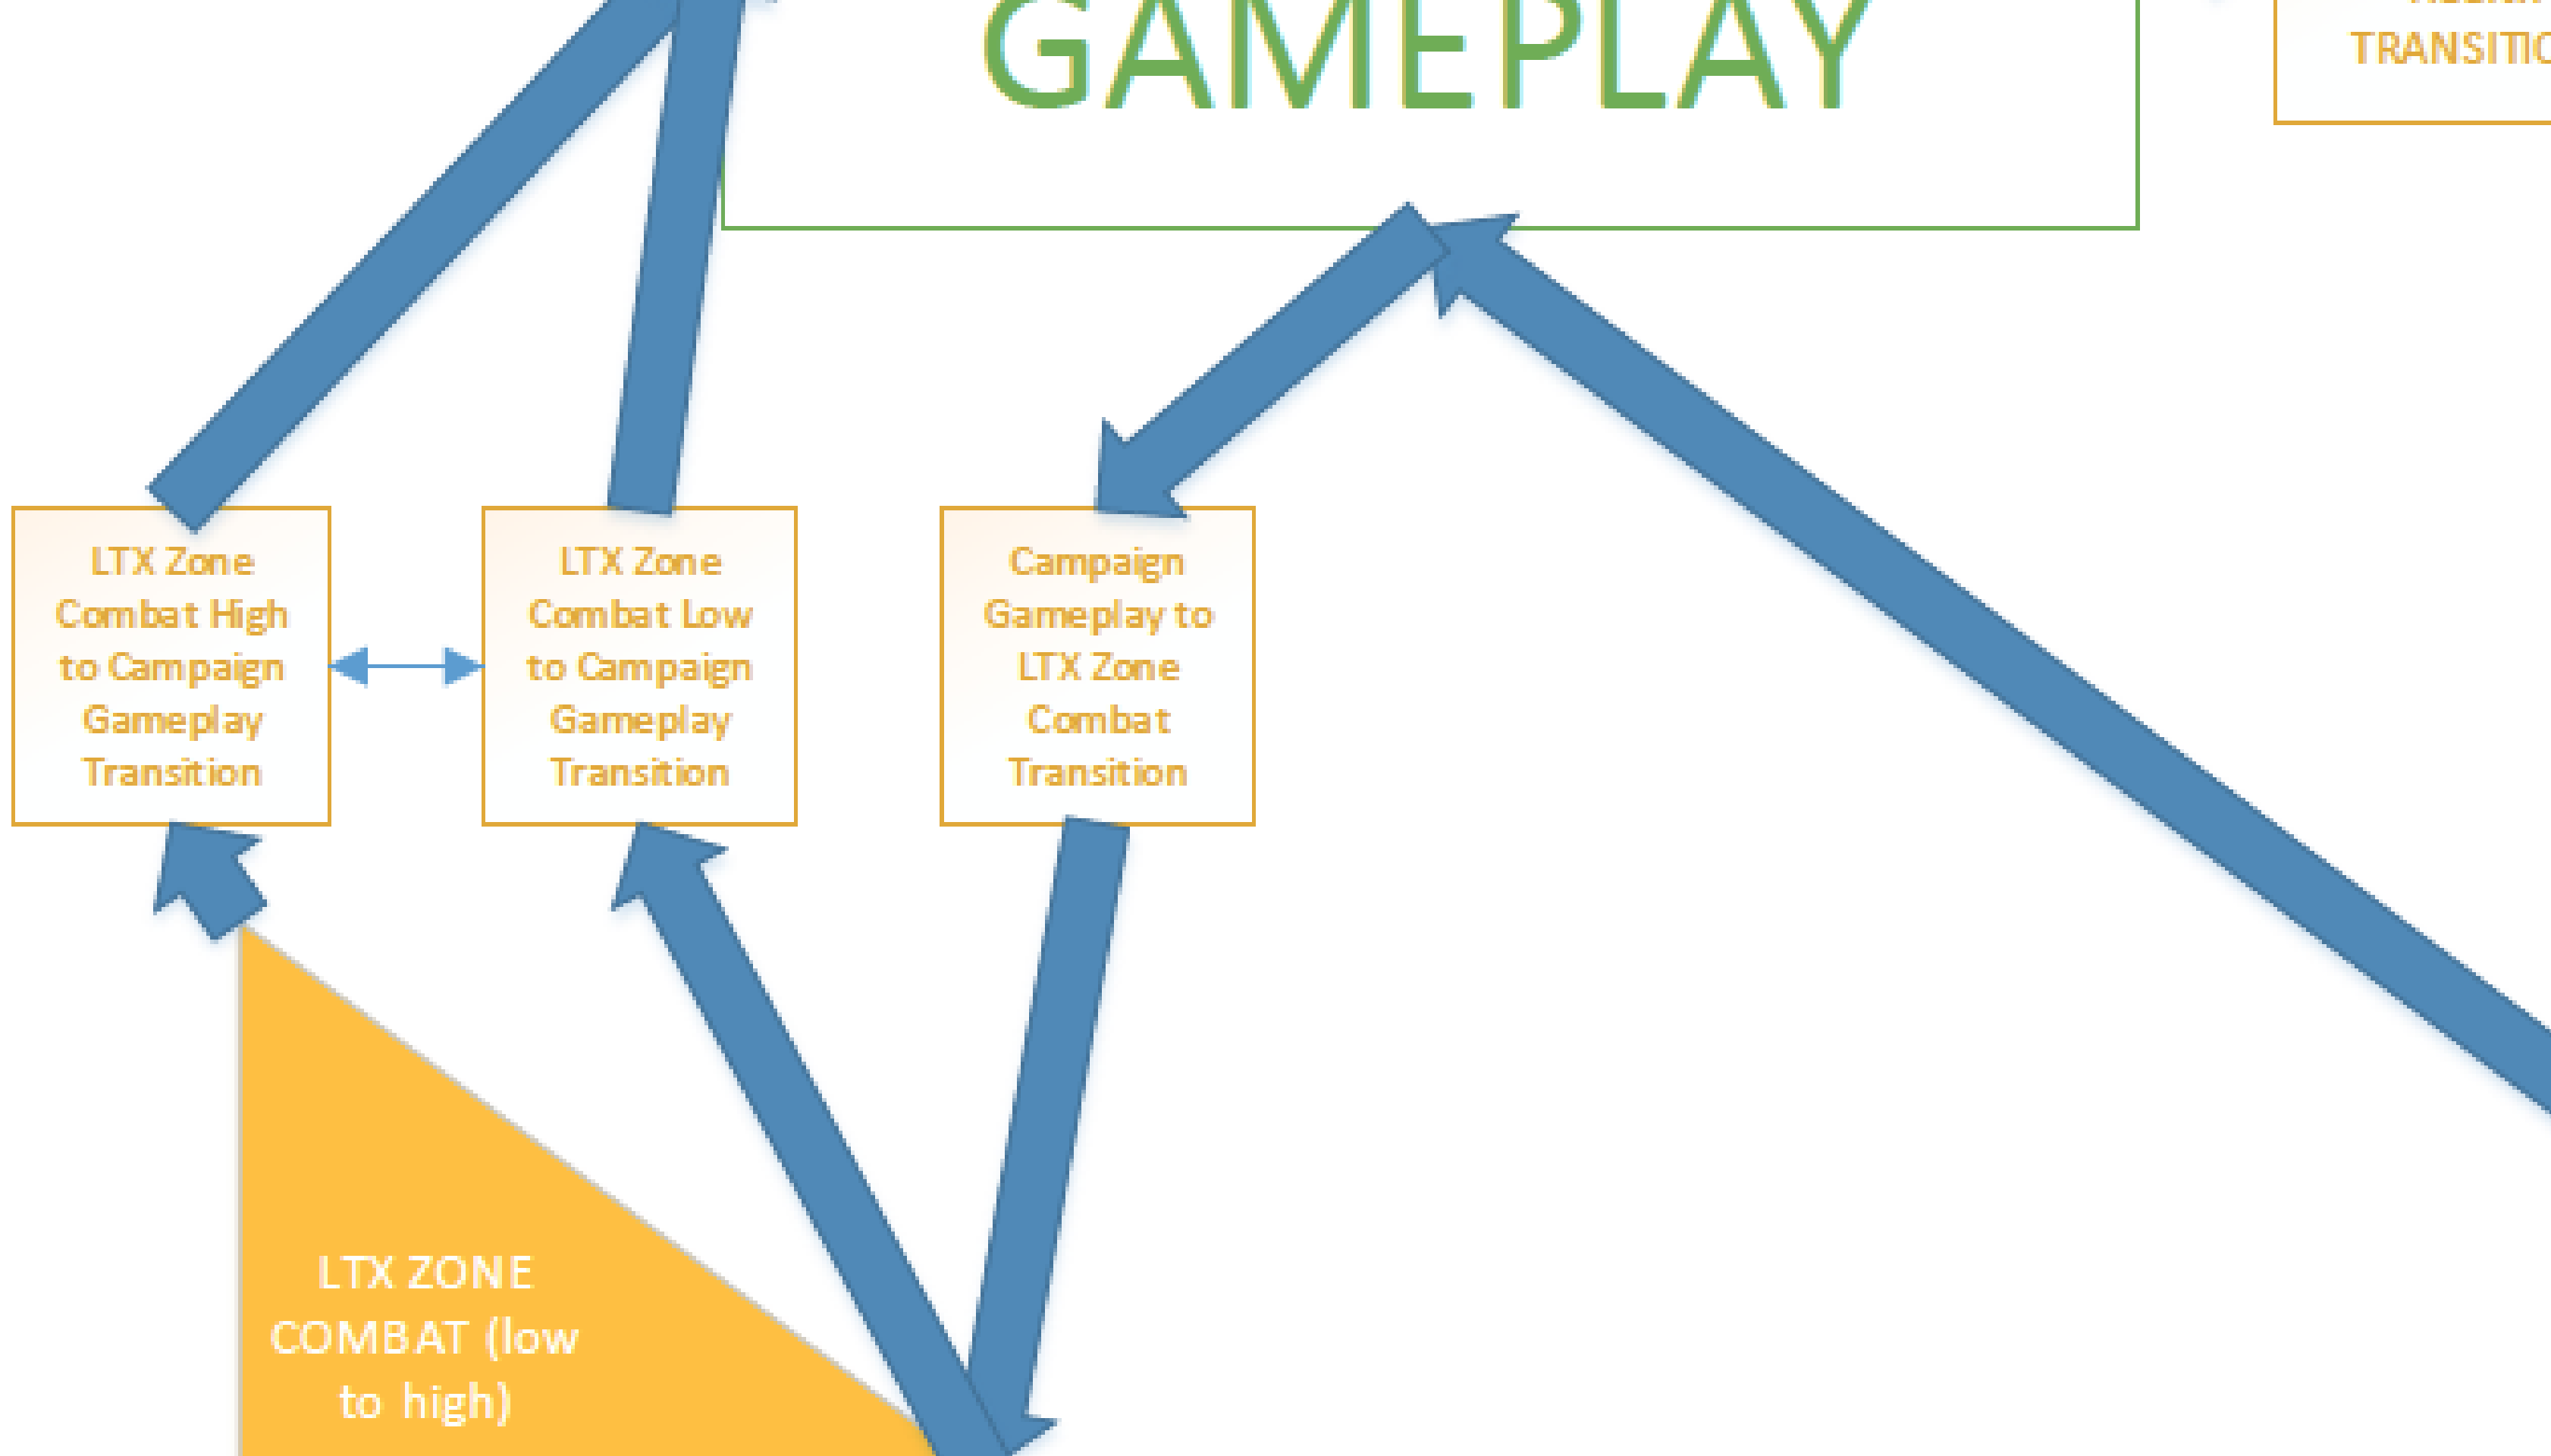 GAMEPLAY
LTX Zone
Combat High
to Campaign
Gameplay
Transition
LTX Zone
Combat Low
to Campaign
Gameplay
Transition
Campaign
Gameplay to
LTX Zone
Combat
Transition
LTX ZONE
COMBAT (low
to high)